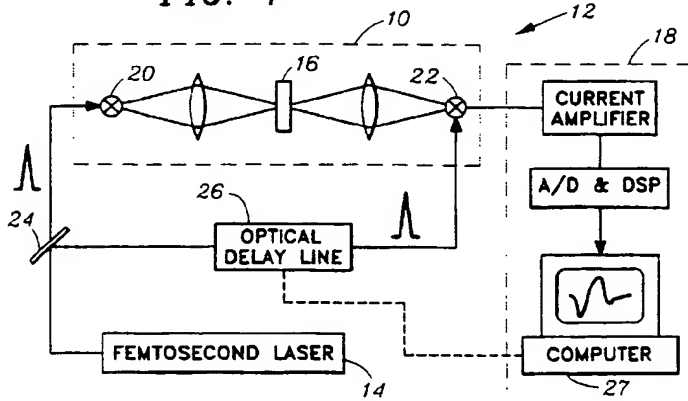 FIG.
12
10
18
20
16
22
CURRENT
AMPLIFIER
A/D & DSP
24
26
OPTICAL
DELAY LINE
FEMTOSECOND LASER
14
COMPUTER
27